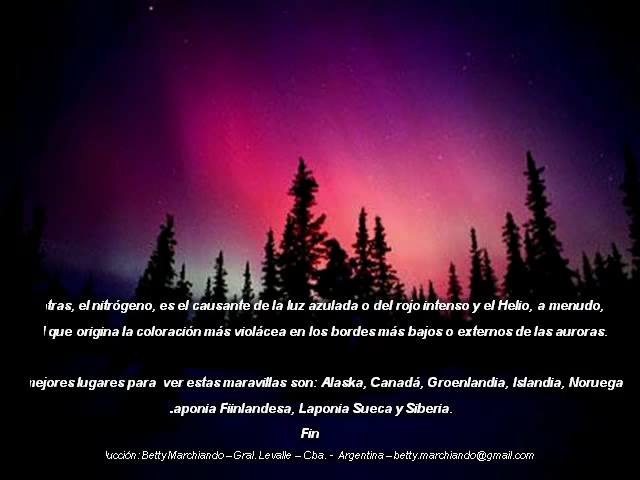 tras, el nitrógeno, es el causante de la luz azulada o del rojo intenso y el Helio, a menudo,
l que origina la coloración más violácea en los bordes más bajos o externos de las auroras.
mejores lugares para ver estas maravillas son: Alaska, Canadá, Groenlandia, Islandia, Noruega
aponia Fiinlandesa, Laponia Sueca y Siberia.
Fin
ucción: Betty Marchiando – Gral. Levalle – Cba. - Argentina – betty.marchiando@gmail.com